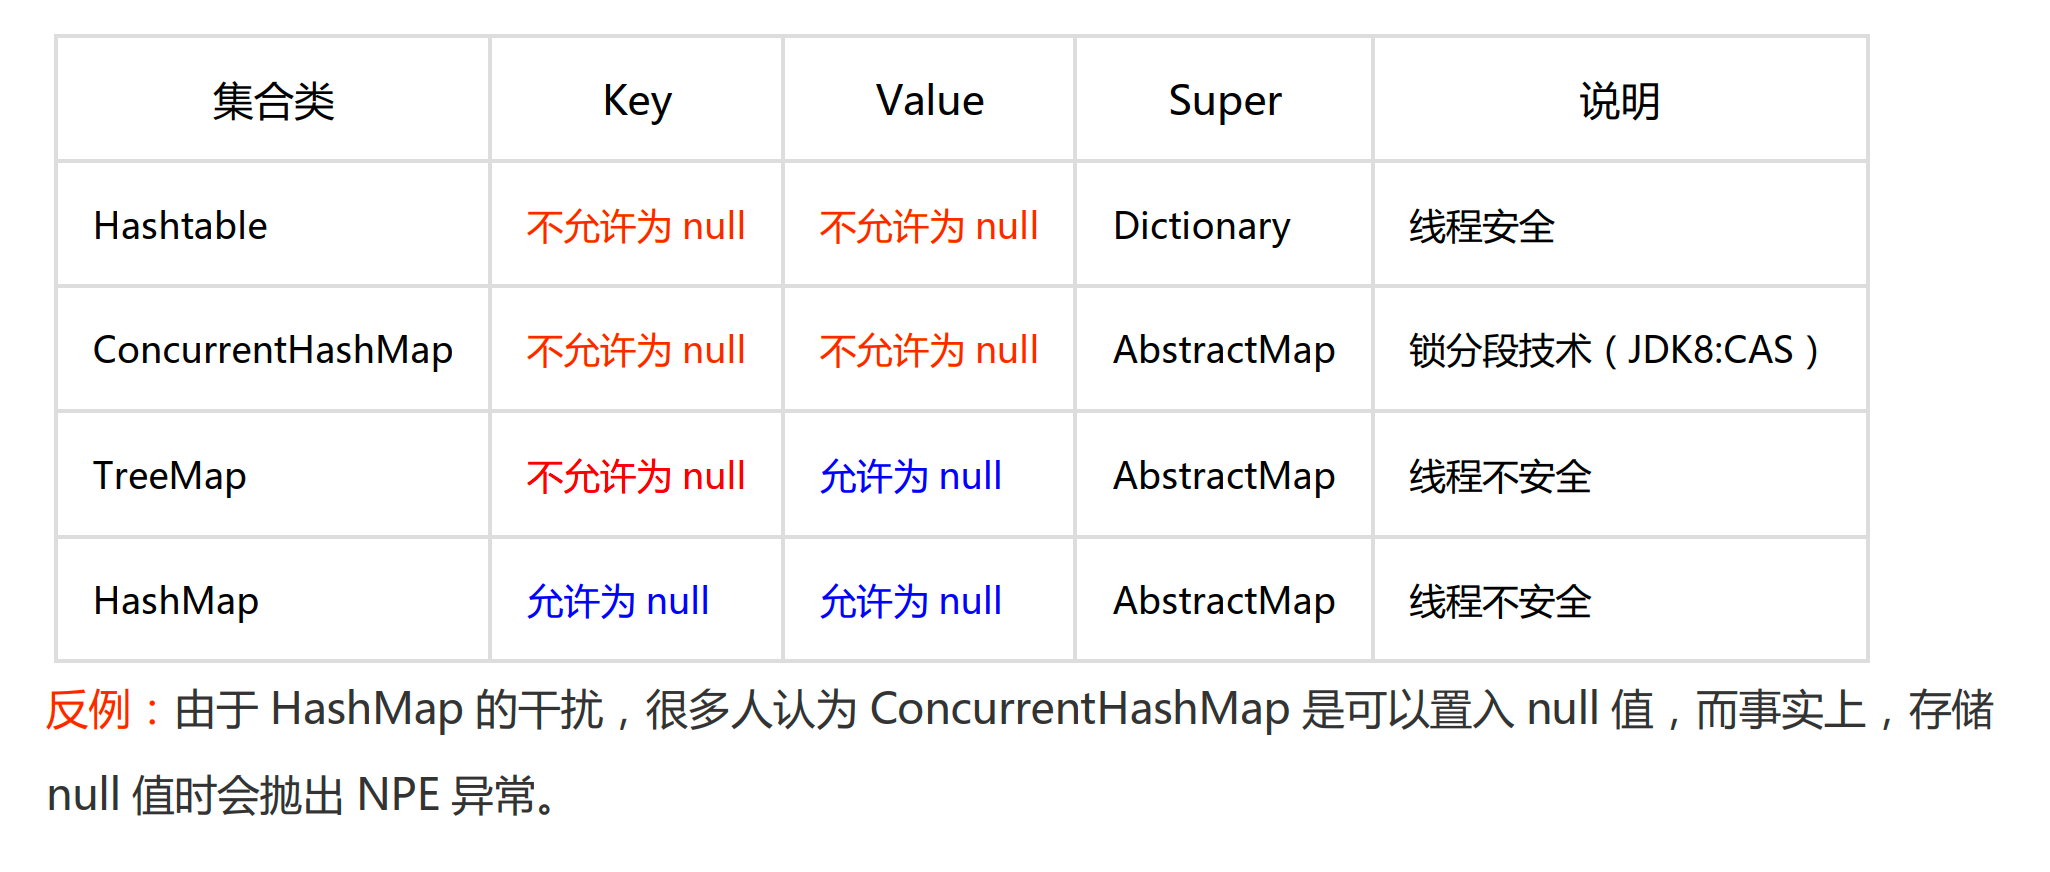 集合类 Key Value Super 说明
Hashtable 不允许为 null 不允许为 null Dictionary 线程安全
ConcurrentHashMap 不允许为 null 不允许为 null AbstractMap 锁分段技术（JDK8:CAS）
TreeMap 不允许为 null 允许为 null AbstractMap 线程不安全
HashMap 允许为 null 允许为 null AbstractMap 线程不安全
反例：由于 HashMap 的干扰，很多人认为 ConcurrentHashMap 是可以置入 null 值，而事实上，存储
null 值时会抛出 NPE 异常。